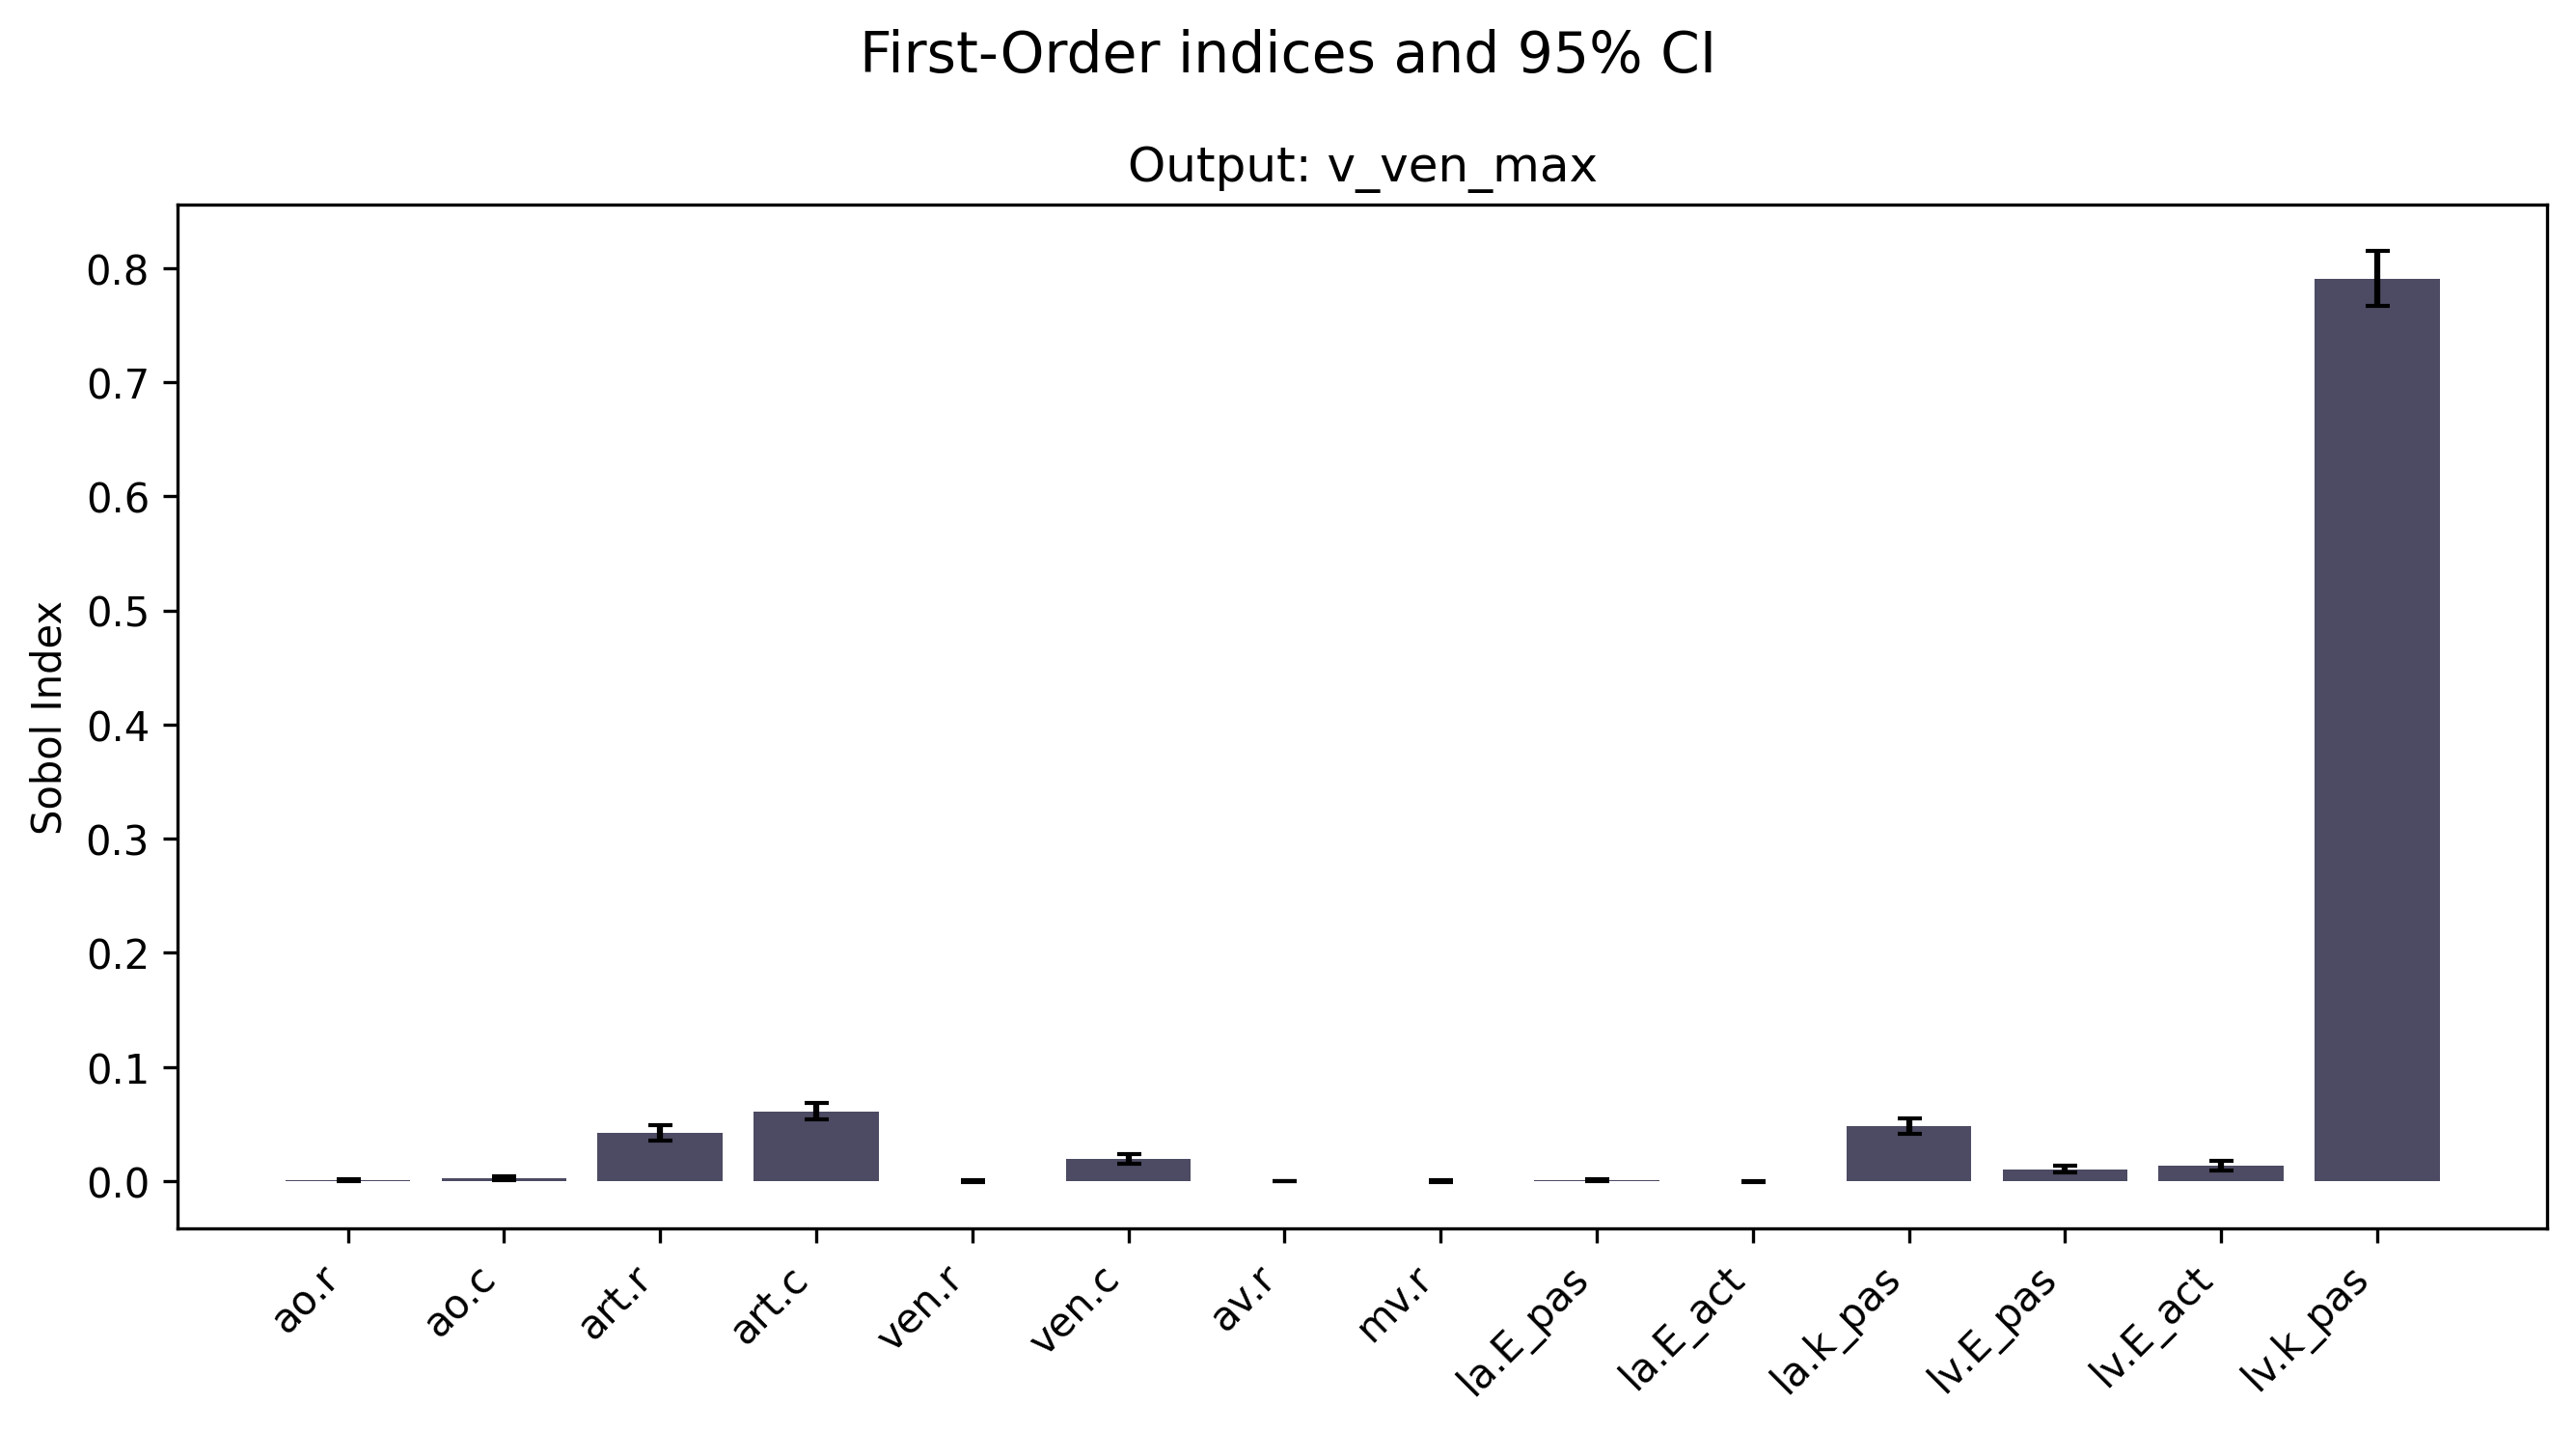 First-Order indices and 95% CI
Output: v_ven_max
Sobol Index
0.8
0.7
0.6
0.5
0.4
0.3
0.2
0.1
0.0
ao.r
ao.c
art.r
art.c
ven.r
ven.c
av.r
mv.r
la.E_pas
la.E_act
la.k_pas
lv.E_pas
lv.E_act
lv.k_pas